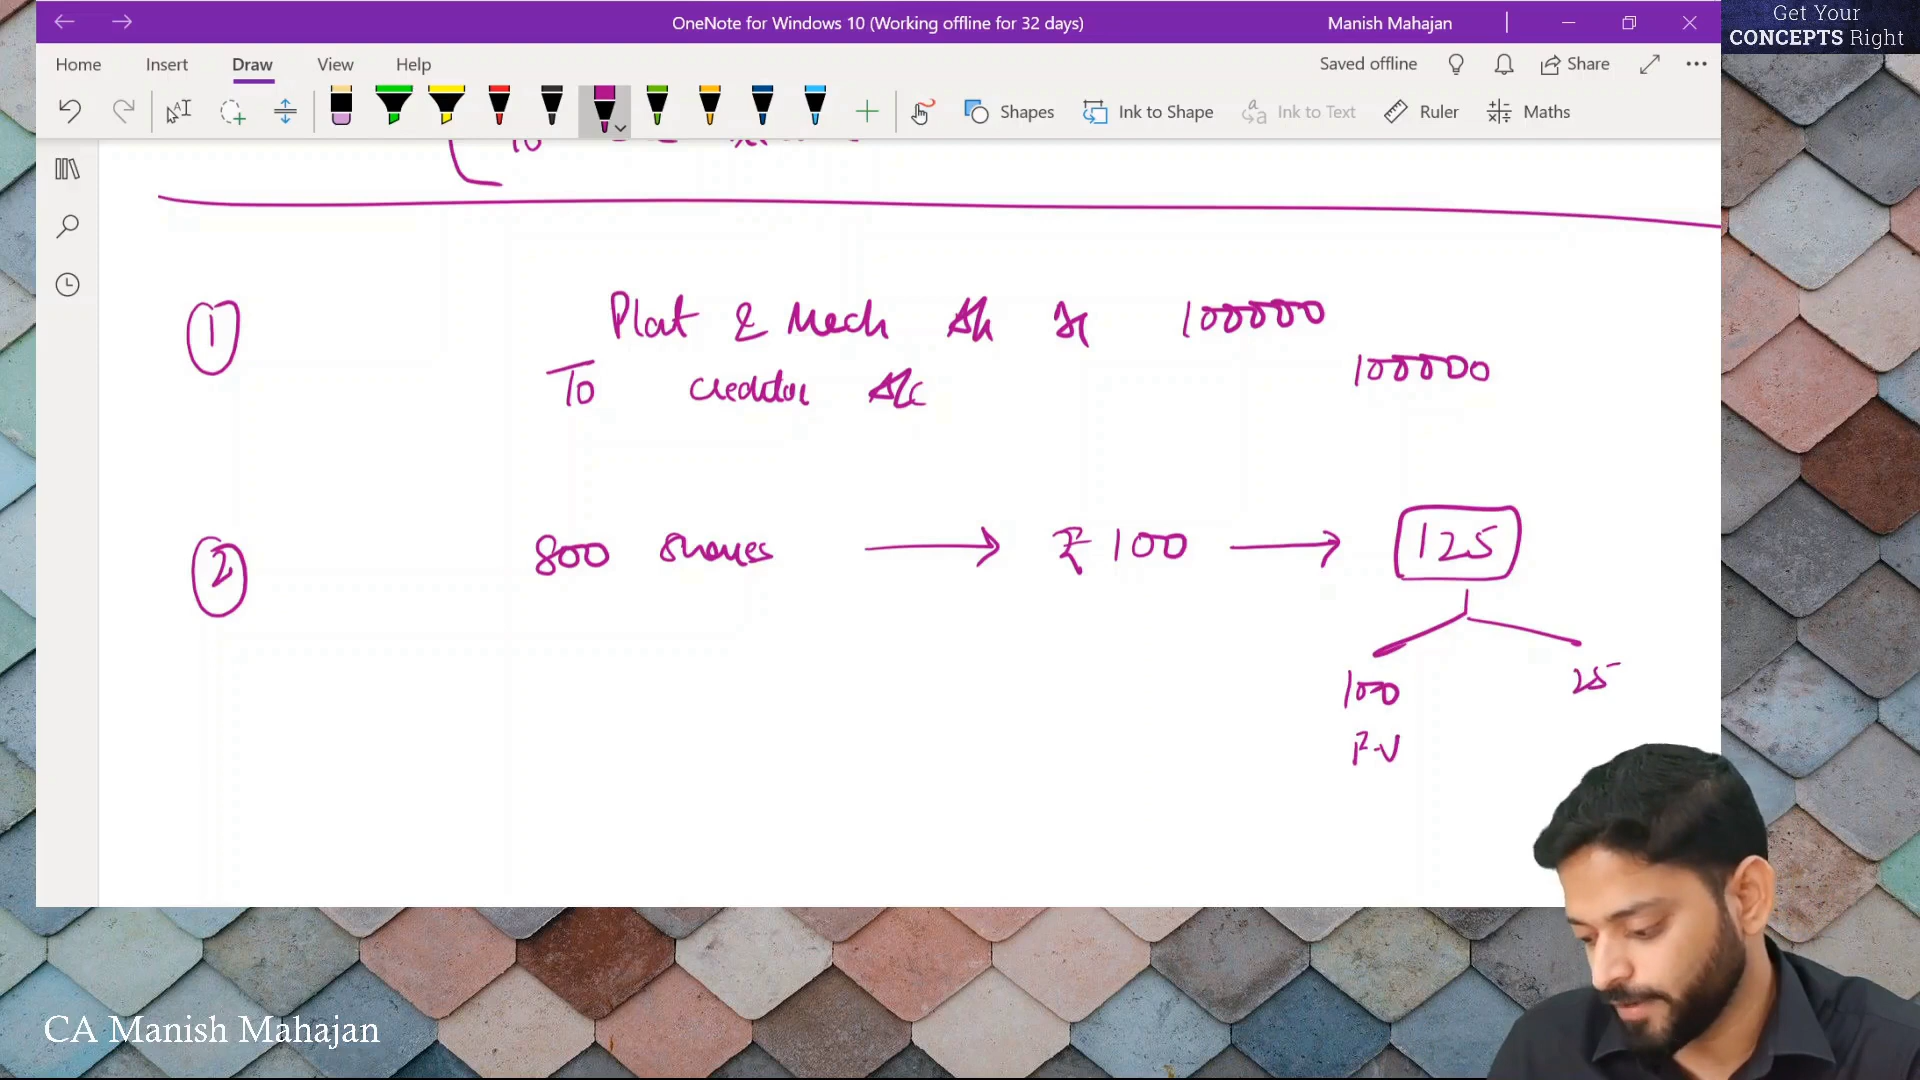 OneNote for Windows 10 (Working offline for 32 days)
Manish Mahajan
Get Your
CONCEPTS Right
Home Insert Draw View Help
Saved offline
Share
Shapes
Ink to Shape
Ink to Text
Ruler
Maths
To
1
Plat & Mech A/c Dr 100000
To creditor A/c 100000
2
800 shares → ₹100 → 125
100 25
F.V
CA Manish Mahajan